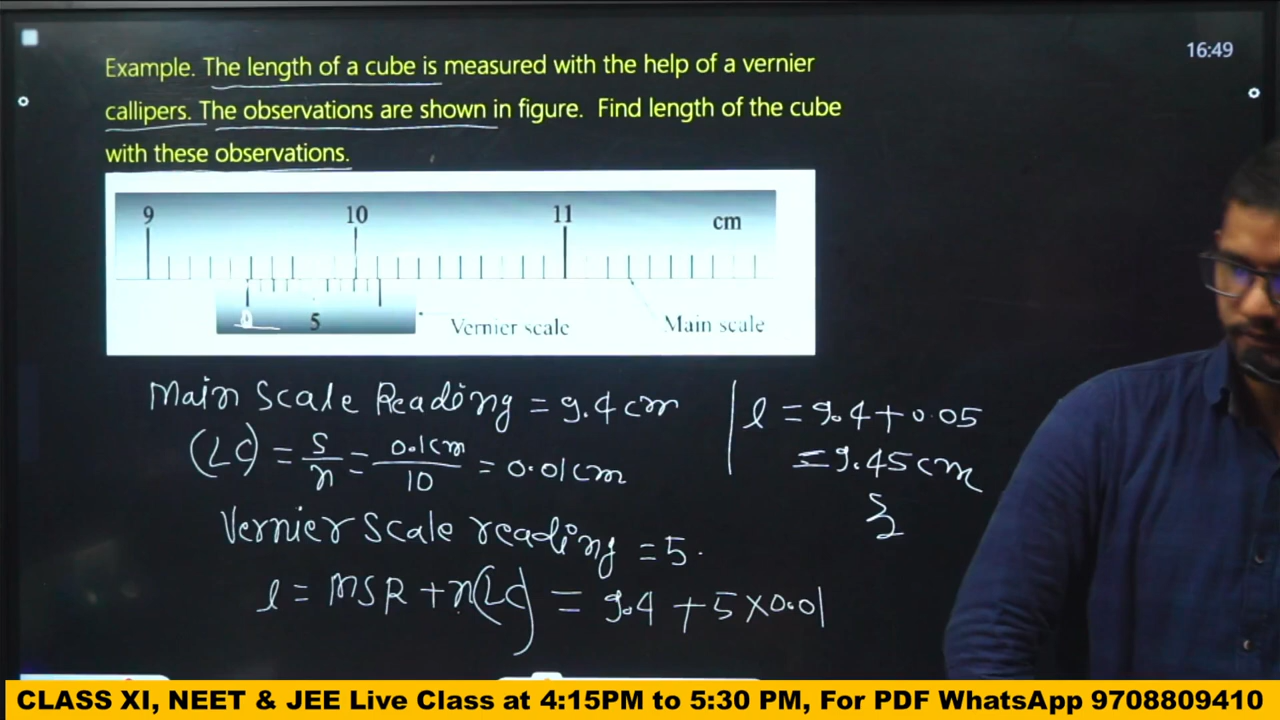 16:49
Example. The length of a cube is measured with the help of a vernier
callipers. The observations are shown in figure. Find length of the cube
with these observations.
9 10 11 cm
0 5 Vernier scale Main scale
Main Scale Reading = 9.4 cm
(LC) = S/n = 0.1cm/10 = 0.01 cm
Vernier Scale reading = 5.
l = MSR + n(LC) = 9.4 + 5 × 0.01
l = 9.4 + 0.05
= 9.45 cm
CLASS XI, NEET & JEE Live Class at 4:15PM to 5:30 PM, For PDF WhatsApp 9708809410